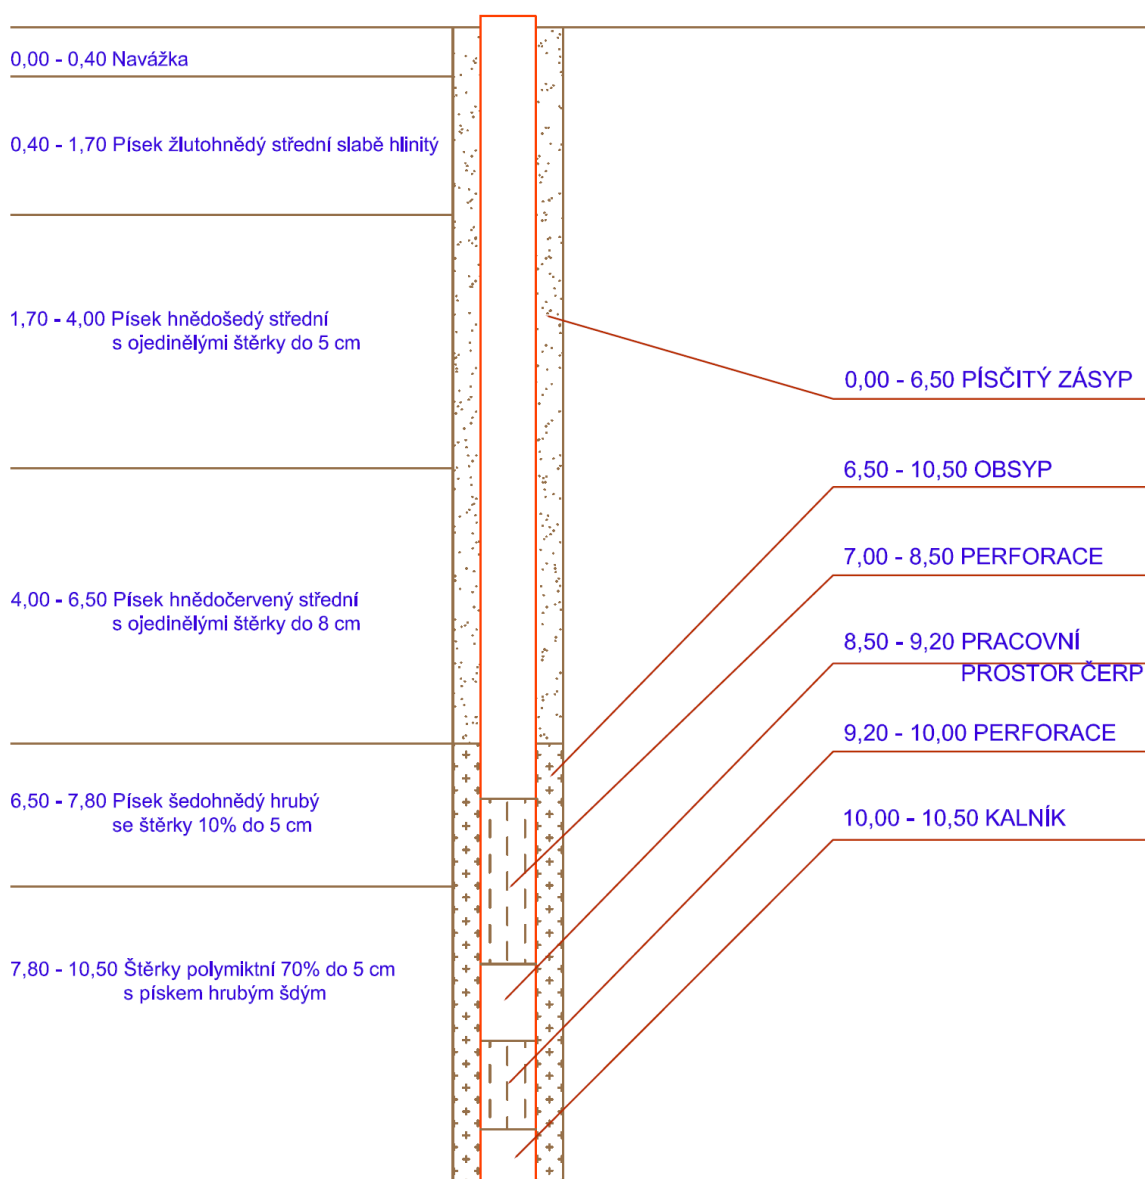 0,00 - 0,40 Navážka
0,40 - 1,70 Písek žlutohnědý střední slabě hlinitý
1,70 - 4,00 Písek hnědošedý střední
s ojedinělými štěrky do 5 cm
4,00 - 6,50 Písek hnědočervený střední
s ojedinělými štěrky do 8 cm
6,50 - 7,80 Písek šedohnědý hrubý
se štěrky 10% do 5 cm
7,80 - 10,50 Štěrky polymiktní 70% do 5 cm
s pískem hrubým šdým
0,00 - 6,50 PÍSČITÝ ZÁSYP
6,50 - 10,50 OBSYP
7,00 - 8,50 PERFORACE
8,50 - 9,20 PRACOVNÍ
PROSTOR ČERP
9,20 - 10,00 PERFORACE
10,00 - 10,50 KALNÍK